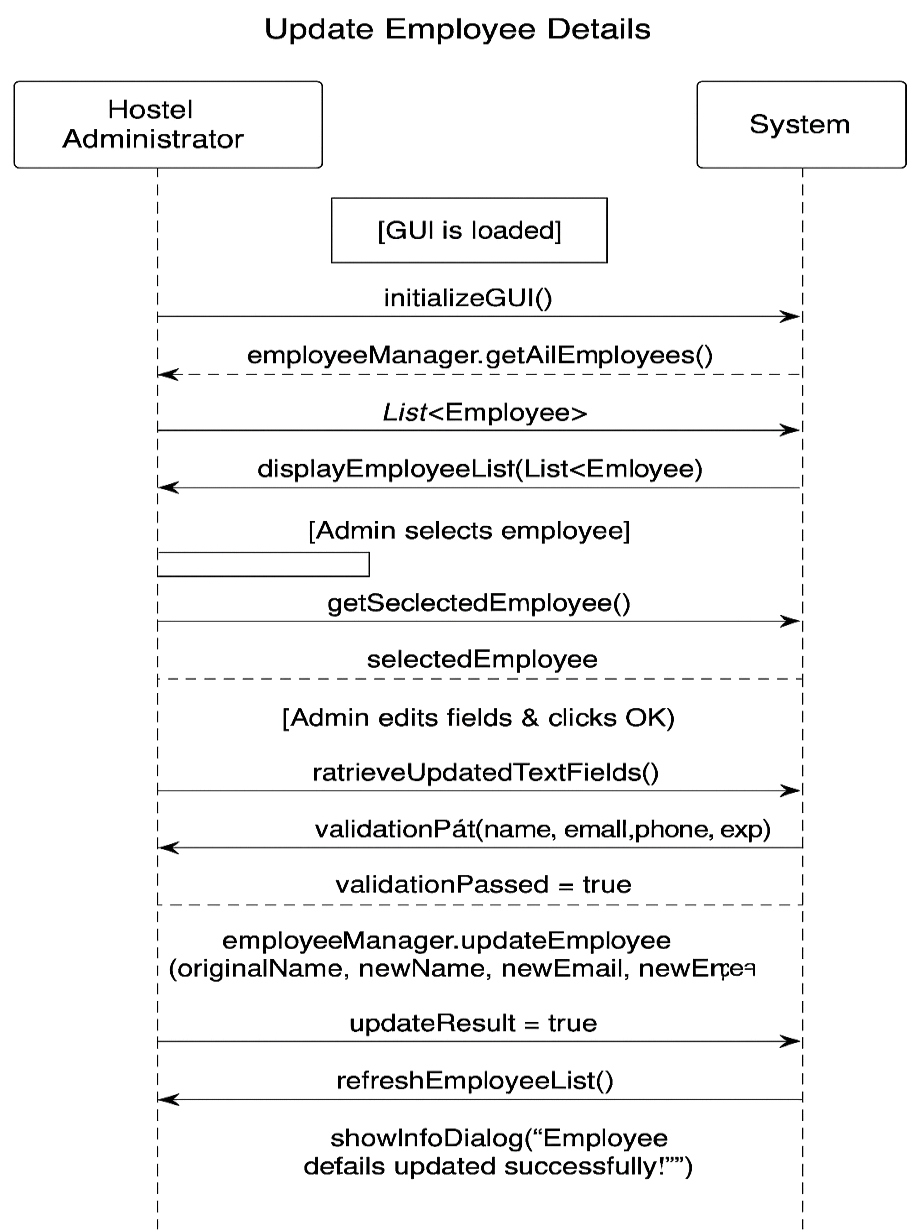 Update Employee Details
Hostel
Administrator
System
[GUI is loaded]
initializeGUI()
employeeManager.getAilEmployees()
List<Employee>
displayEmployeeList(List<Emloyee)
[Admin selects employee]
getSeclectedEmployee()
selectedEmployee
[Admin edits fields & clicks OK)
ratrieveUpdatedTextFields()
validationPát(name, emall,phone, exp)
validationPassed = true
employeeManager.updateEmployee
(originalName, newName, newEmail,
updateResult = true
refreshEmployeeList()
showInfoDialog(“Employee
defails updated successfully!””)